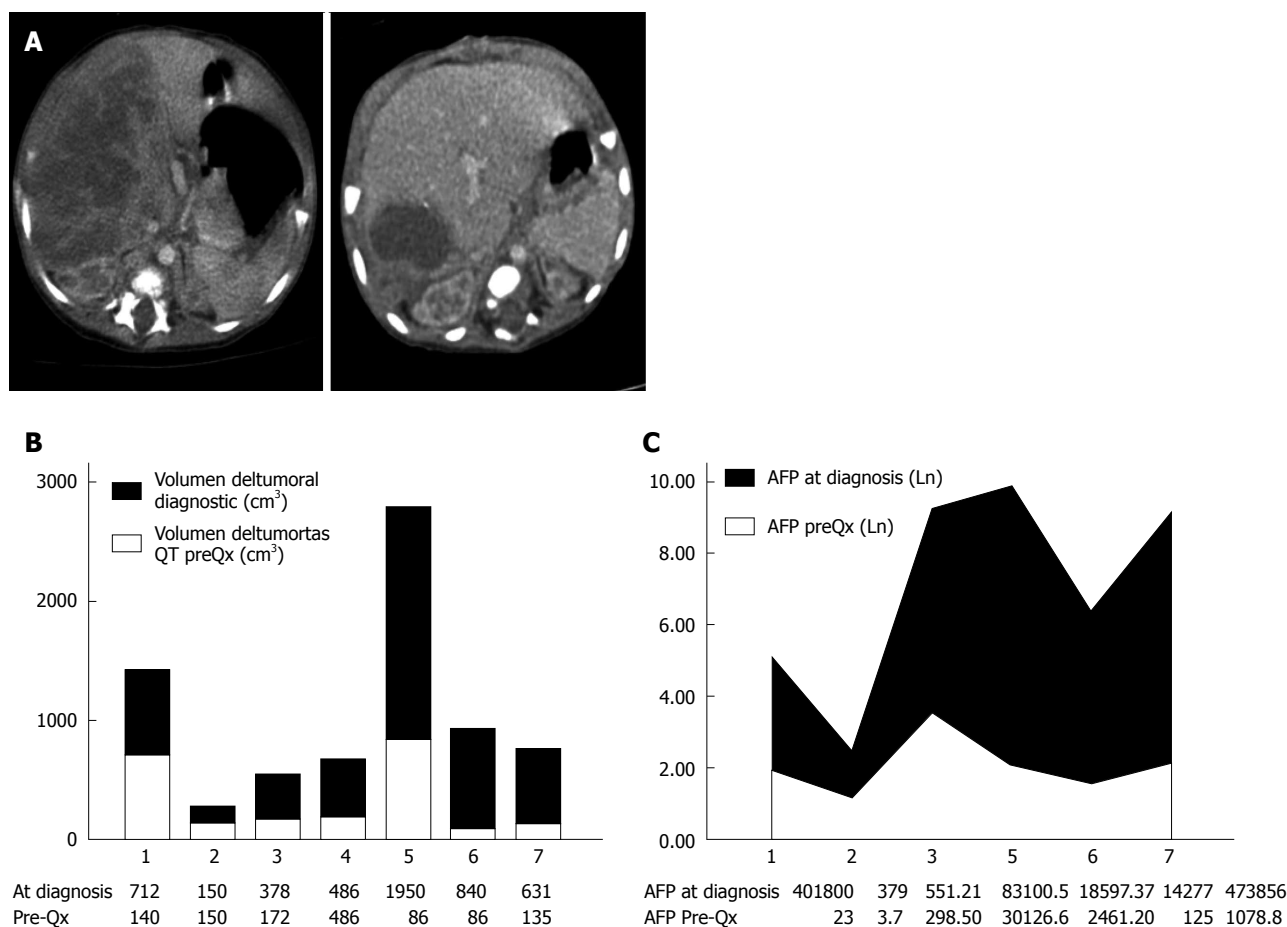 A
B
3000
2000
1000
0
Volumen deltumoral
diagnostic (cm³)
Volumen deltumortas
QT preQx (cm³)
1 2 3 4 5 6 7
At diagnosis 712 150 378 486 1950 840 631
Pre-Qx 140 150 172 486 86 86 135
C
10.00
8.00
6.00
4.00
2.00
0.00
AFP at diagnosis (Ln)
AFP preQx (Ln)
1 2 3 5 6 7
AFP at diagnosis 401800 379 551.21 83100.5 18597.37 14277 473856
AFP Pre-Qx 23 3.7 298.50 30126.6 2461.20 125 1078.8